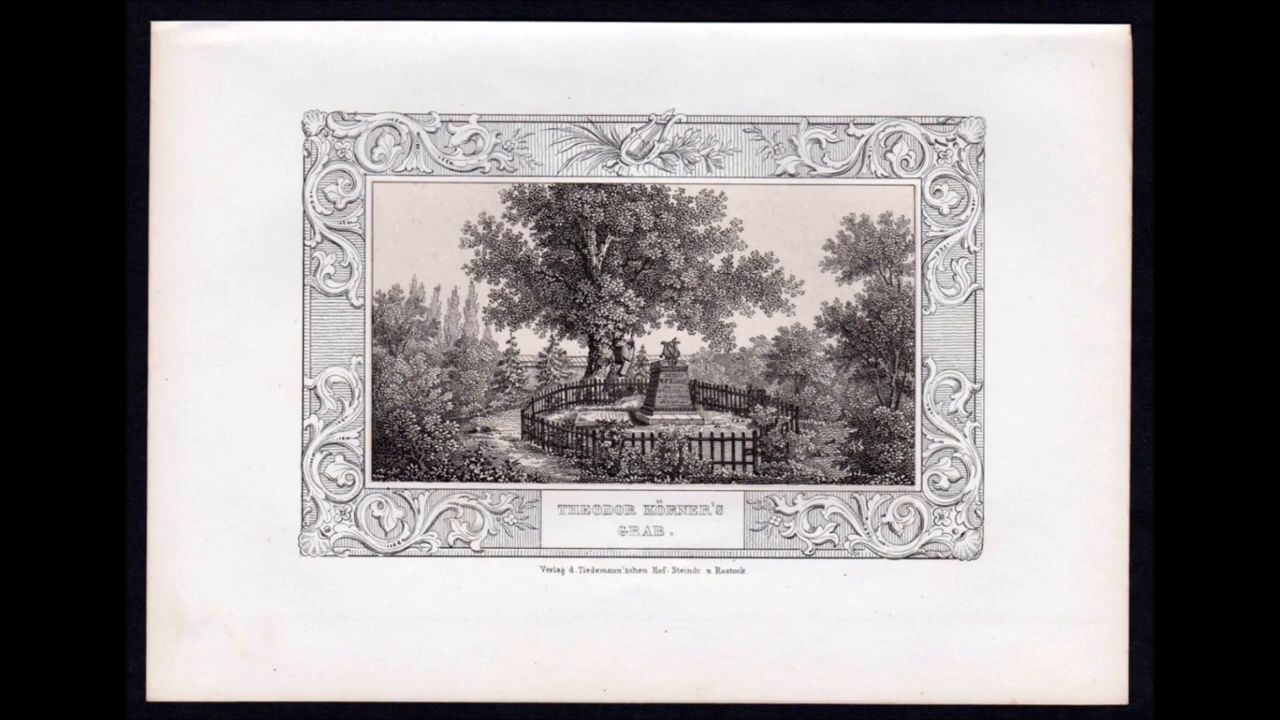 THEODOR KÖRNER'S
GRAB.
Verlag d. Tiedemann'schen Hof-Steindr. v. Rostock